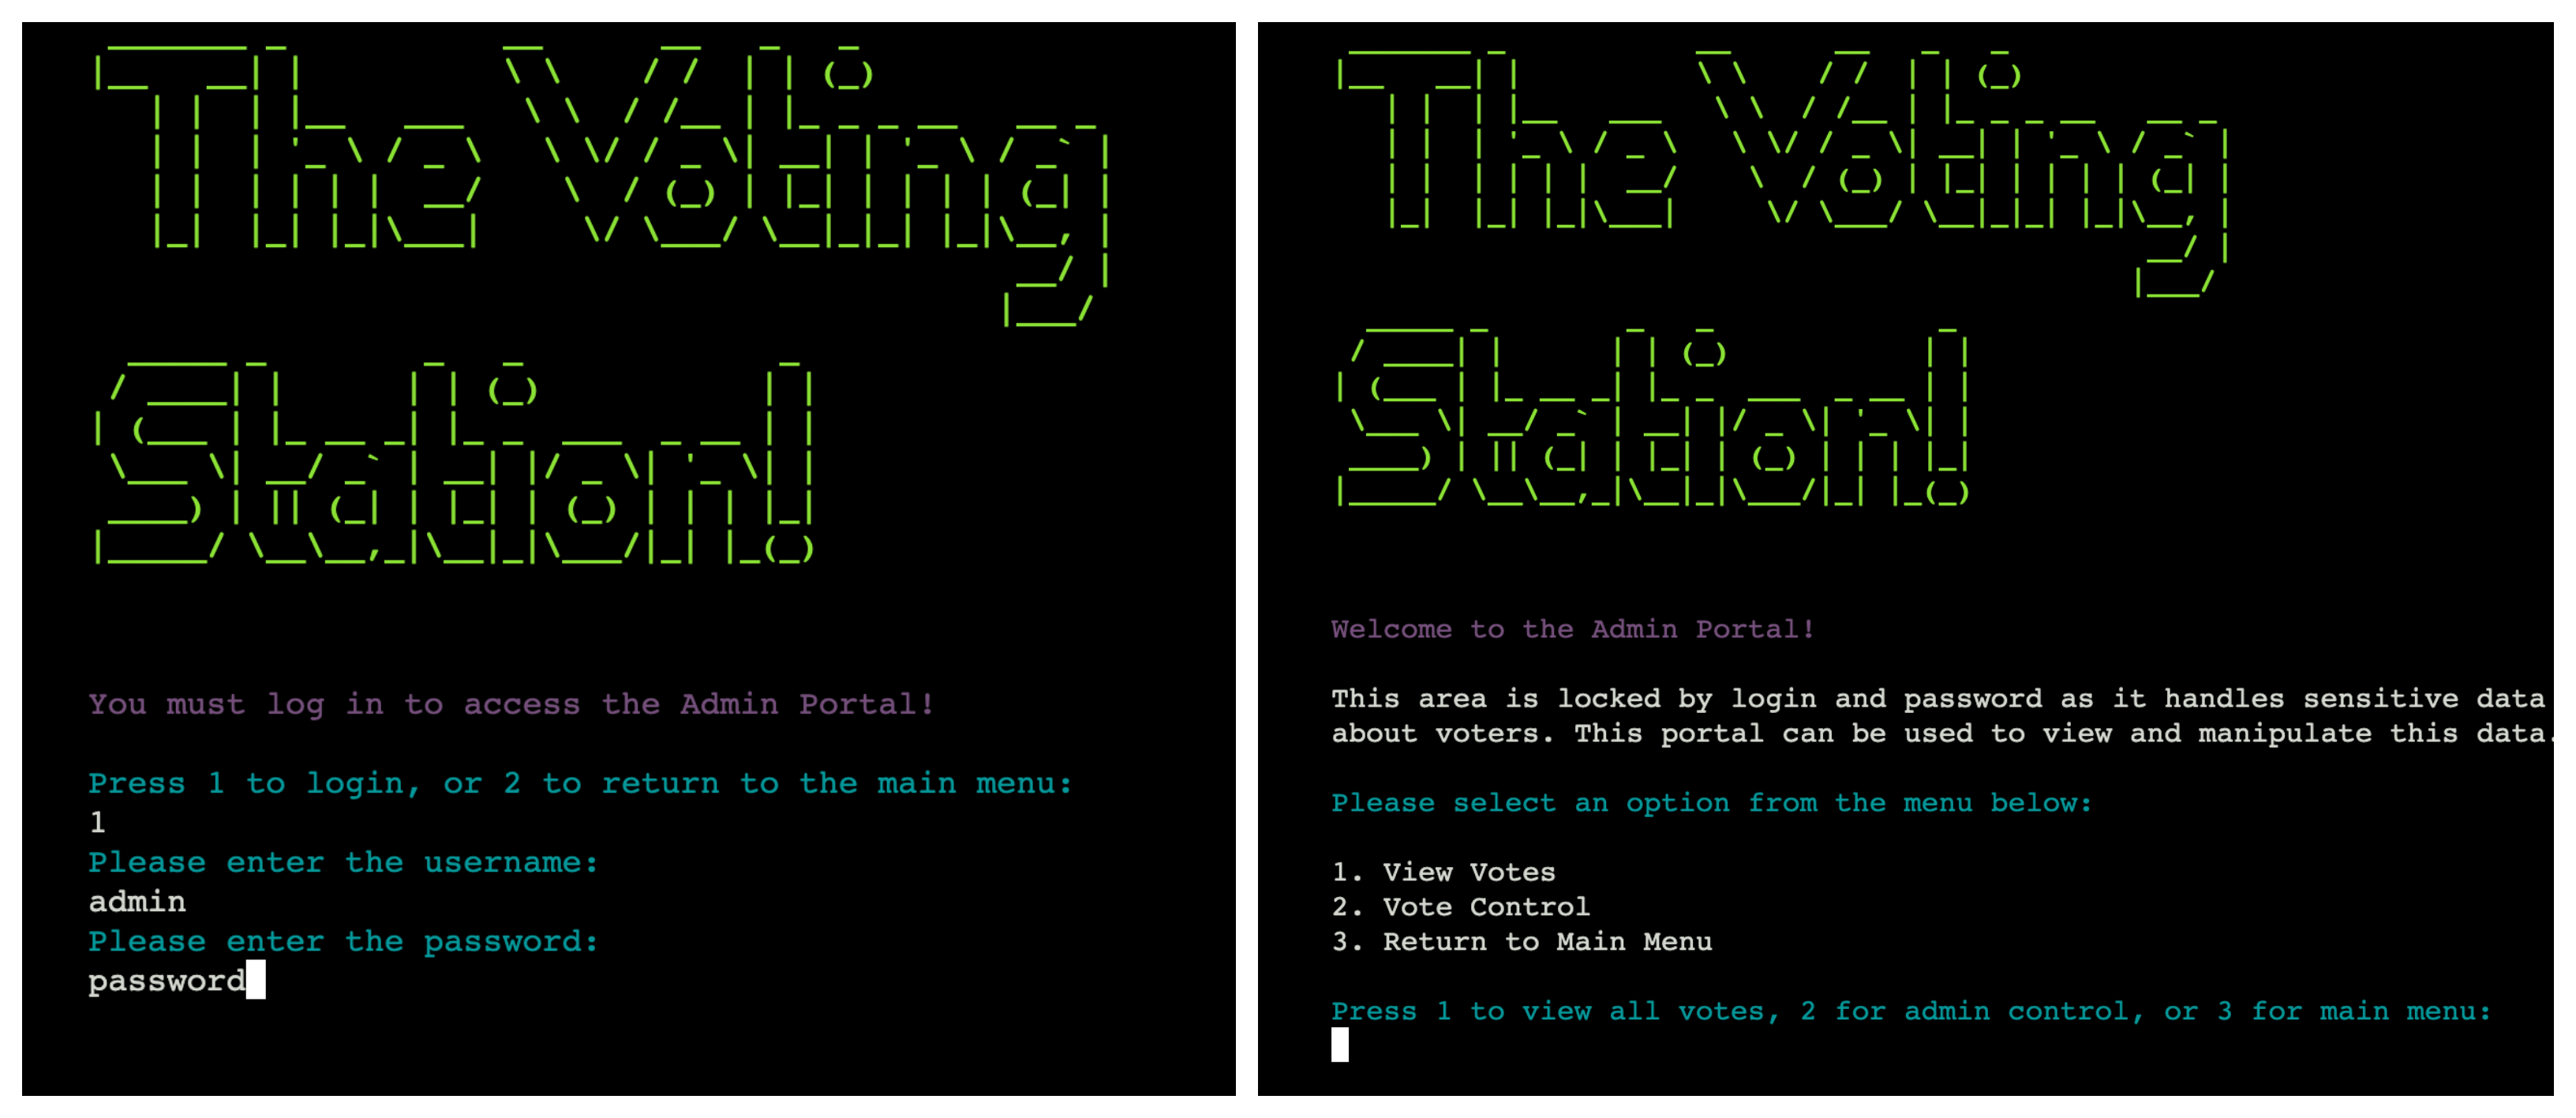 The Voting
Station!
You must log in to access the Admin Portal!
Press 1 to login, or 2 to return to the main menu:
1
Please enter the username:
admin
Please enter the password:
password
The Voting
Station!
Welcome to the Admin Portal!
This area is locked by login and password as it handles sensitive data
about voters. This portal can be used to view and manipulate this data.
Please select an option from the menu below:
1. View Votes
2. Vote Control
3. Return to Main Menu
Press 1 to view all votes, 2 for admin control, or 3 for main menu: